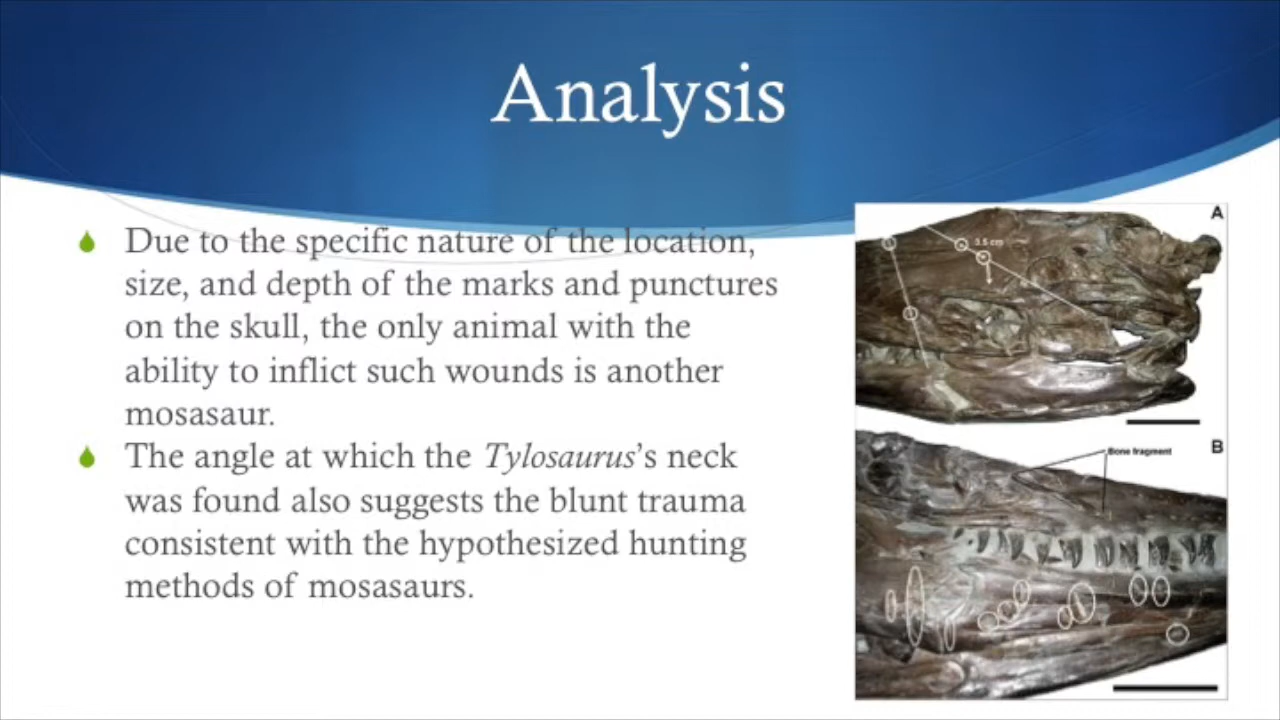 Analysis
Due to the specific nature of the location,
size, and depth of the marks and punctures
on the skull, the only animal with the
ability to inflict such wounds is another
mosasaur.
The angle at which the Tylosaurus's neck
was found also suggests the blunt trauma
consistent with the hypothesized hunting
methods of mosasaurs.
A
3.5 cm
B
Bone fragment